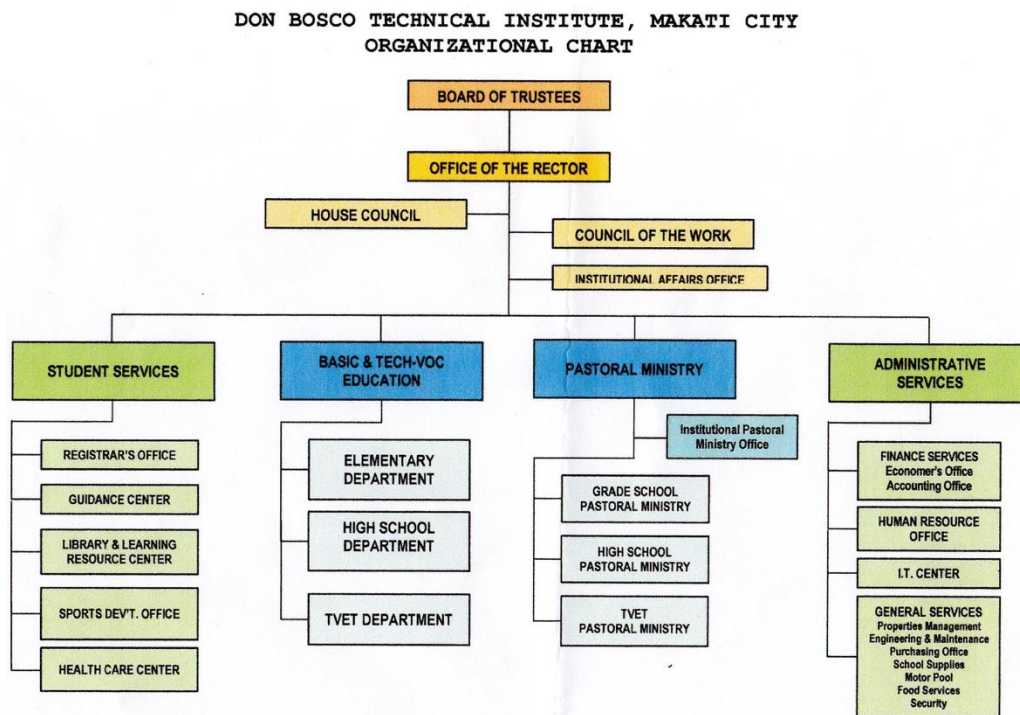 DON BOSCO TECHNICAL INSTITUTE, MAKATI CITY
ORGANIZATIONAL CHART
BOARD OF TRUSTEES
OFFICE OF THE RECTOR
HOUSE COUNCIL
COUNCIL OF THE WORK
INSTITUTIONAL AFFAIRS OFFICE
STUDENT SERVICES
REGISTRAR'S OFFICE
GUIDANCE CENTER
LIBRARY & LEARNING
RESOURCE CENTER
SPORTS DEV'T. OFFICE
HEALTH CARE CENTER
BASIC & TECH-VOC
EDUCATION
ELEMENTARY
DEPARTMENT
HIGH SCHOOL
DEPARTMENT
TVET DEPARTMENT
PASTORAL MINISTRY
Institutional Pastoral
Ministry Office
GRADE SCHOOL
PASTORAL MINISTRY
HIGH SCHOOL
PASTORAL MINISTRY
TVET
PASTORAL MINISTRY
ADMINISTRATIVE
SERVICES
FINANCE SERVICES
Economer's Office
Accounting Office
HUMAN RESOURCE
OFFICE
I.T. CENTER
GENERAL SERVICES
Properties Management
Engineering & Maintenance
Purchasing Office
School Supplies
Motor Pool
Food Services
Security